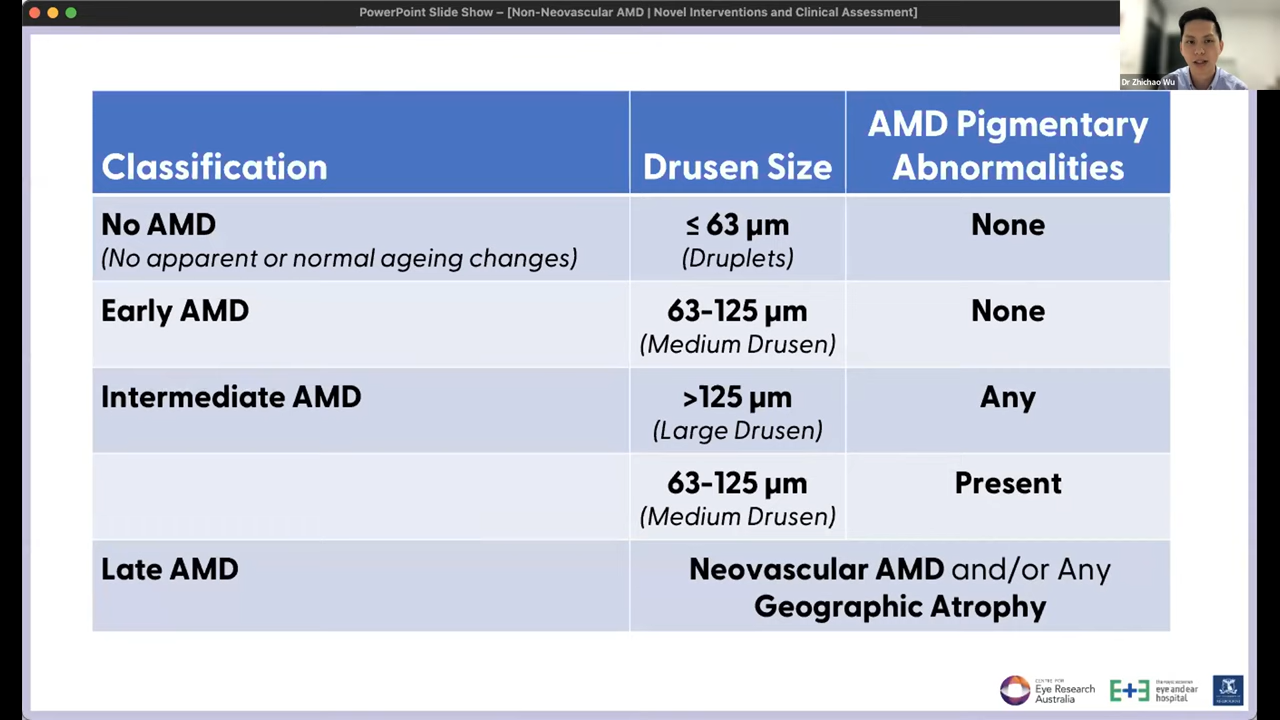 PowerPoint Slide Show – [Non-Neovascular AMD | Novel Interventions and Clinical Assessment]
Dr Zhichao Wu
Classification
Drusen Size
AMD Pigmentary
Abnormalities
No AMD
(No apparent or normal ageing changes)
≤ 63 µm
(Druplets)
None
Early AMD
63-125 µm
(Medium Drusen)
None
Intermediate AMD
>125 µm
(Large Drusen)
Any
63-125 µm
(Medium Drusen)
Present
Late AMD
Neovascular AMD and/or Any
Geographic Atrophy
CENTRE FOR
Eye Research
Australia
E+E
eye and ear
hospital